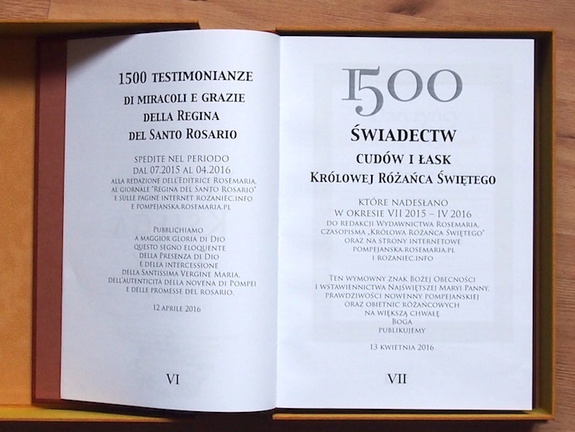 1500 TESTIMONIANZE
DI MIRACOLI E GRAZIE
DELLA REGINA
DEL SANTO ROSARIO
SPEDITE NEL PERIODO
DAL 07.2015 AL 04.2016
ALLA REDAZIONE DELL'EDITRICE ROSEMARIA,
AL GIORNALE "REGINA DEL SANTO ROSARIO"
E SULLE PAGINE INTERNET ROZANIEC.INFO
E POMPEJANSKA.ROSEMARIA.PL
PUBBLICHIAMO
A MAGGIOR GLORIA DI DIO
QUESTO SEGNO ELOQUENTE
DELLA PRESENZA DI DIO
E DELLA INTERCESSIONE
DELLA SANTISSIMA VERGINE MARIA,
DELL'AUTENTICITÀ DELLA NOVENA DI POMPEI
E DELLE PROMESSE DEL ROSARIO.
12 APRILE 2016
VI
1500
ŚWIADECTW
CUDÓW I ŁASK
KRÓLOWEJ RÓŻAŃCA ŚWIĘTEGO
KTÓRE NADESŁANO
W OKRESIE VII 2015 – IV 2016
DO REDAKCJI WYDAWNICTWA ROSEMARIA,
CZASOPISMA „KRÓLOWA RÓŻAŃCA ŚWIĘTEGO"
ORAZ NA STRONY INTERNETOWE
POMPEJANSKA.ROSEMARIA.PL
I ROZANIEC.INFO
TEN WYMOWNY ZNAK BOŻEJ OBECNOŚCI
I WSTAWIENNICTWA NAJŚWIĘTSZEJ MARYI PANNY,
PRAWDZIWOŚCI NOWENNY POMPEJAŃSKIEJ
ORAZ OBIETNIC RÓŻAŃCOWYCH
NA WIĘKSZĄ CHWAŁĘ
BOGA
PUBLIKUJEMY
13 KWIETNIA 2016
VII